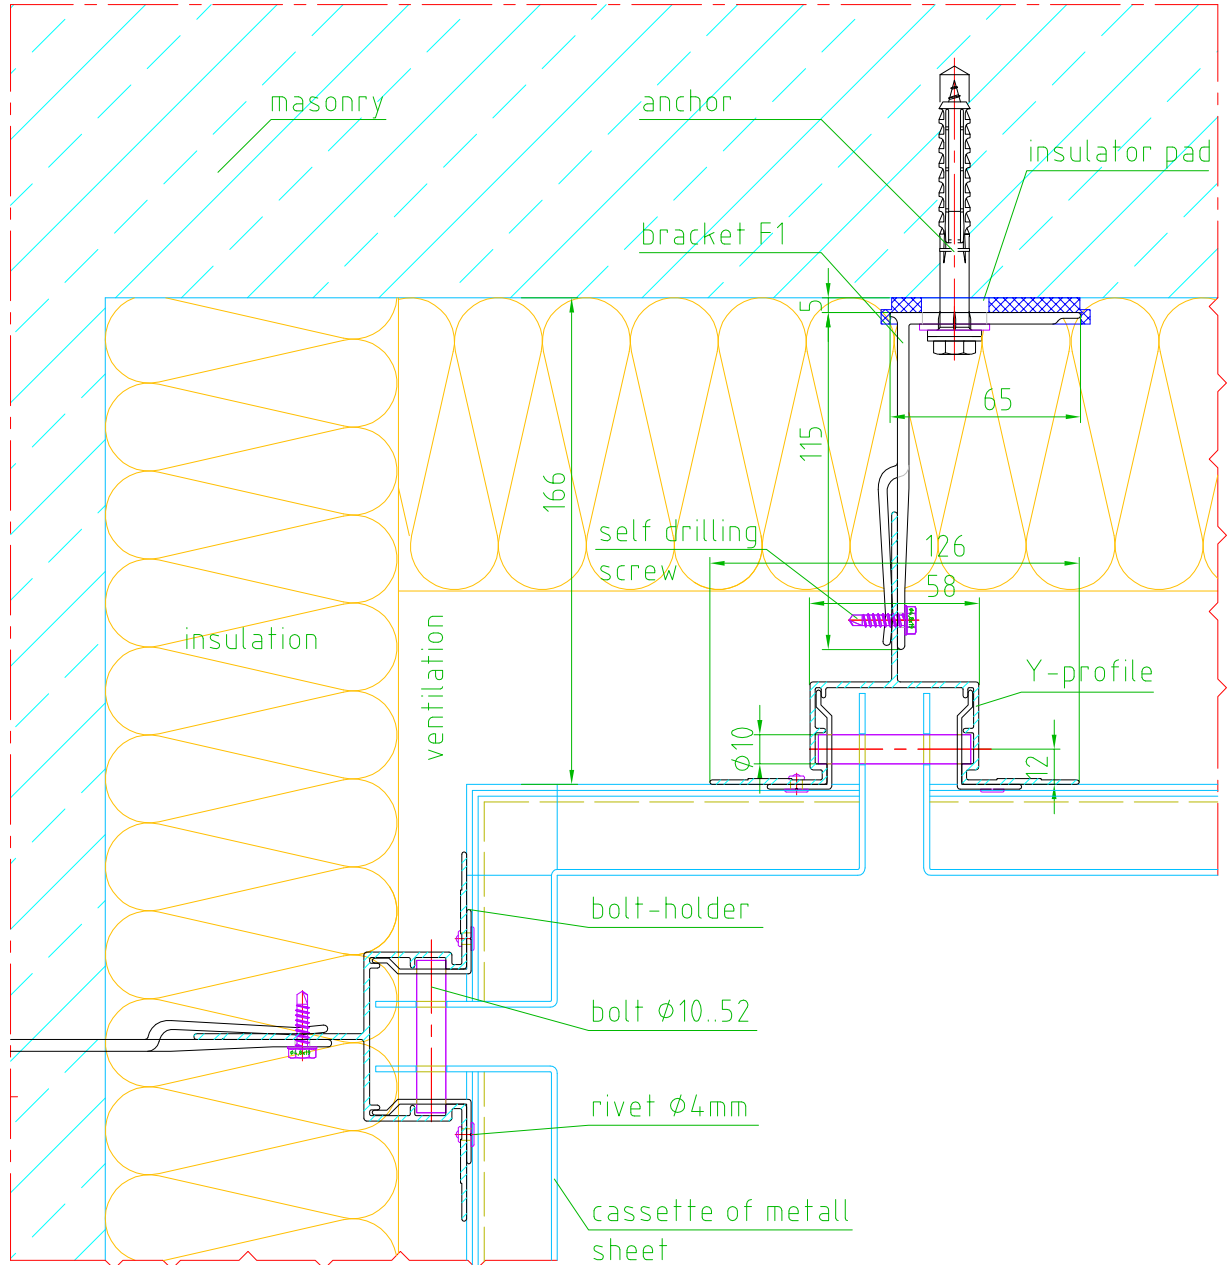 masonry
anchor
insulator pad
bracket F1
5
65
115
166
self drilling
screw
126
58
insulation
ventilation
Y-profile
Ø10
12
bolt-holder
bolt Ø10..52
rivet Ø4mm
cassette of metall
sheet